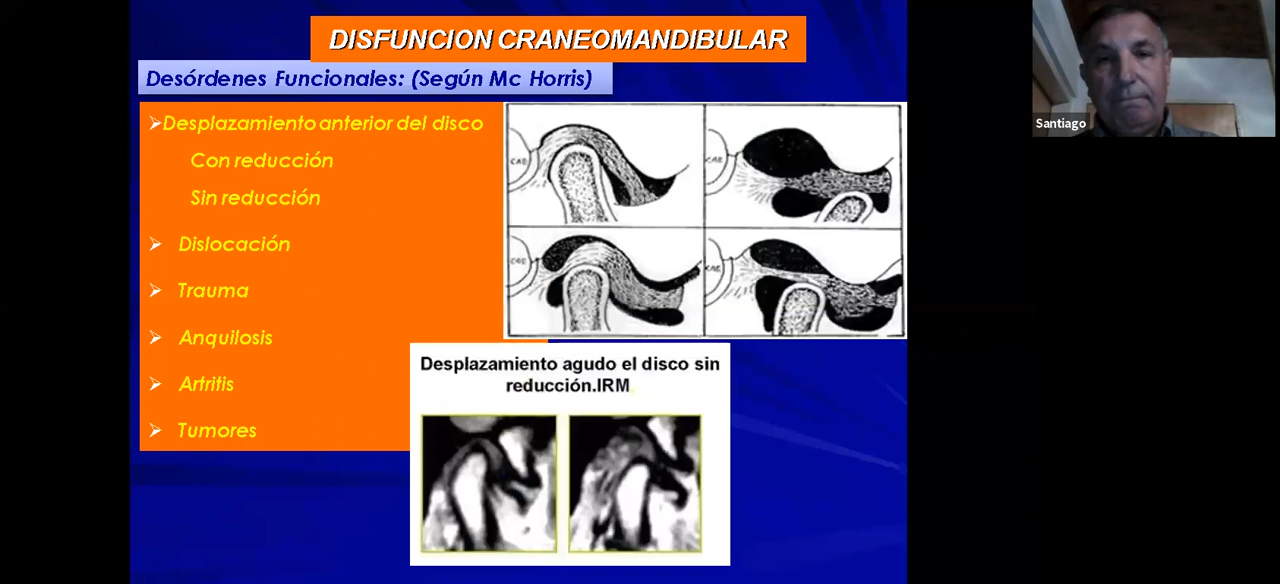 DISFUNCION CRANEOMANDIBULAR
Desórdenes Funcionales: (Según Mc Horris)
Desplazamiento anterior del disco
Con reducción
Sin reducción
Dislocación
Trauma
Anquilosis
Artritis
Tumores
CAE
CAE
CAE
CAE
Desplazamiento agudo el disco sin
reducción.IRM
Santiago